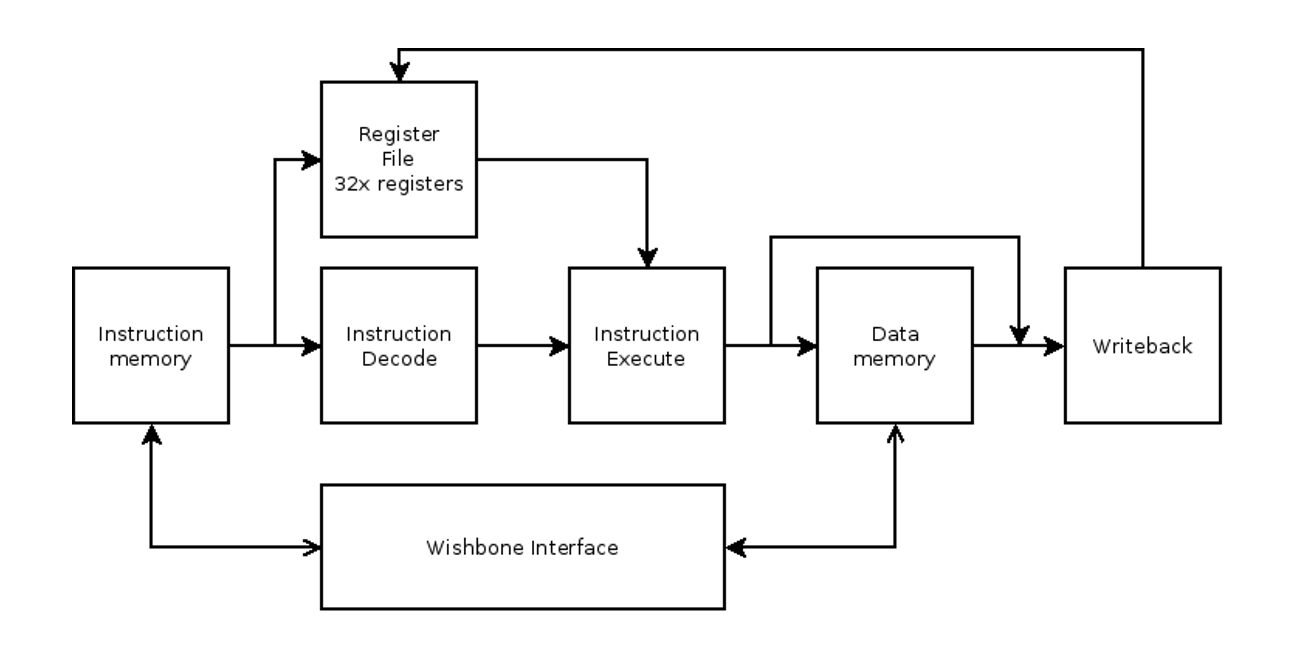 Register
File
32x registers
Instruction
memory
Instruction
Decode
Instruction
Execute
Data
memory
Writeback
Wishbone Interface